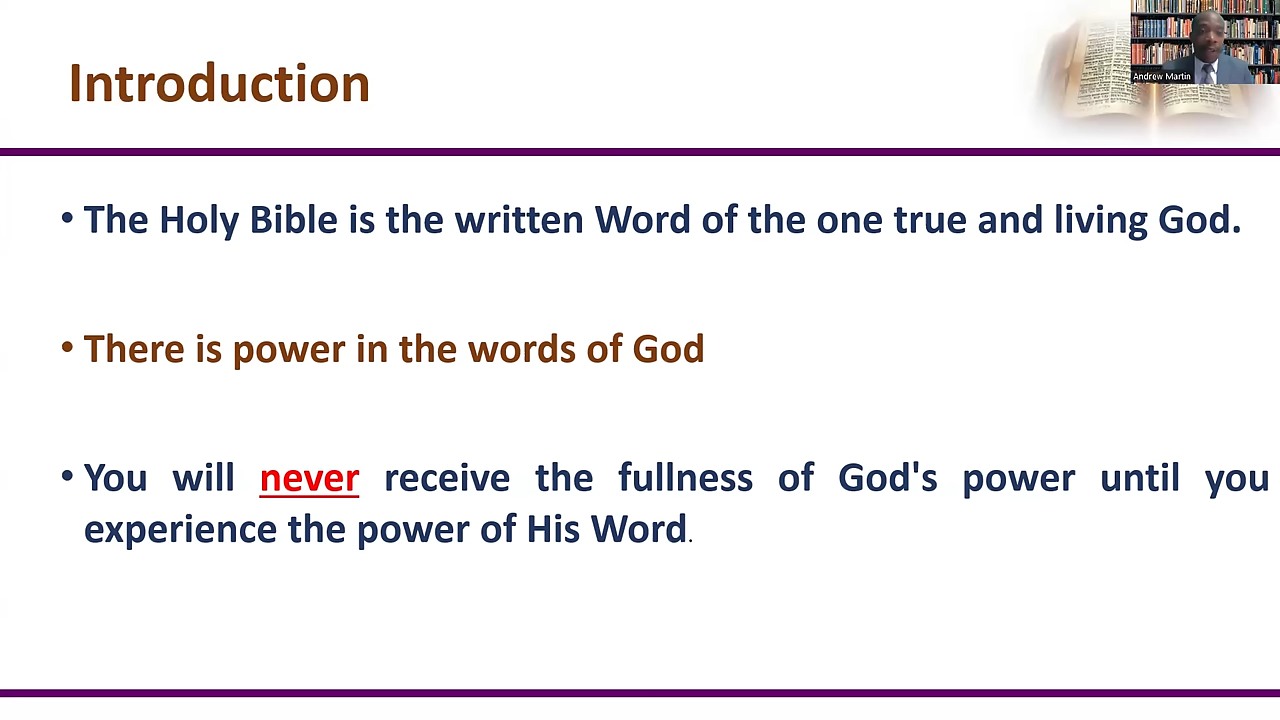 Introduction
Andrew Martin
• The Holy Bible is the written Word of the one true and living God.
• There is power in the words of God
• You will never receive the fullness of God's power until you
experience the power of His Word.